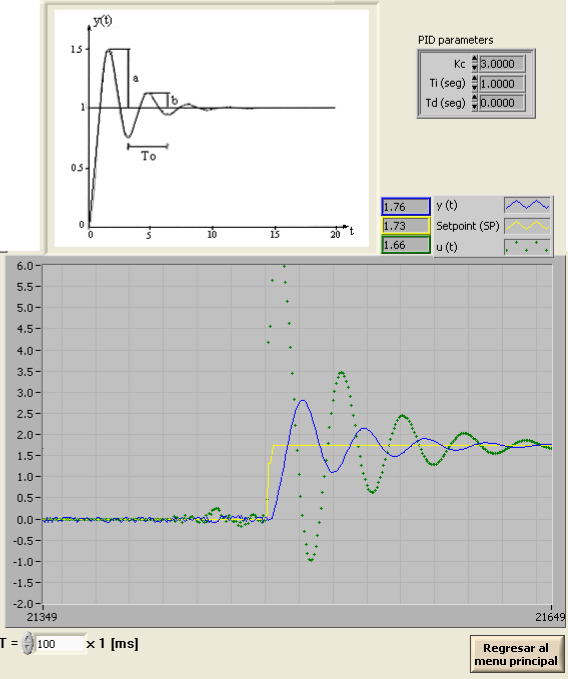 y(t)
1.5
a
b
1
To
0.5
0
0
5
10
15
20
t
PID parameters
Kc 3.0000
Ti (seg) 1.0000
Td (seg) 0.0000
1.76 y (t)
1.73 Setpoint (SP)
1.66 u (t)
6.0
5.5
5.0
4.5
4.0
3.5
3.0
2.5
2.0
1.5
1.0
0.5
0.0
-0.5
-1.0
-1.5
-2.0
21349
21649
T = 100 x 1 [ms]
Regresar al
menu principal